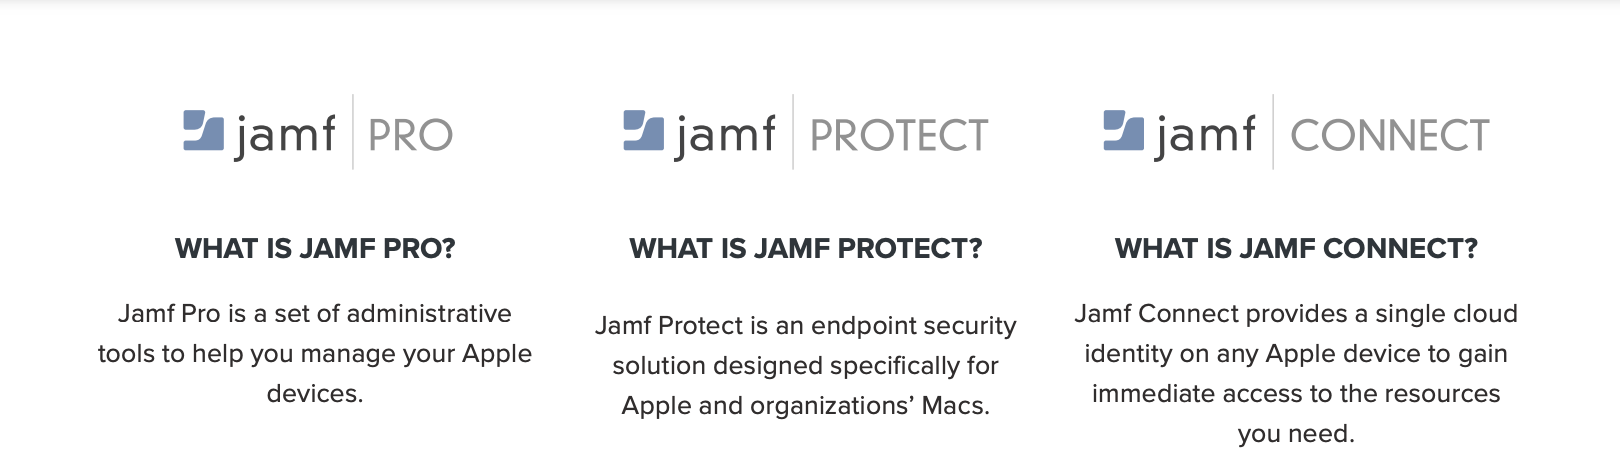 jamf PRO
WHAT IS JAMF PRO?
Jamf Pro is a set of administrative
tools to help you manage your Apple
devices.
jamf PROTECT
WHAT IS JAMF PROTECT?
Jamf Protect is an endpoint security
solution designed specifically for
Apple and organizations’ Macs.
jamf CONNECT
WHAT IS JAMF CONNECT?
Jamf Connect provides a single cloud
identity on any Apple device to gain
immediate access to the resources
you need.